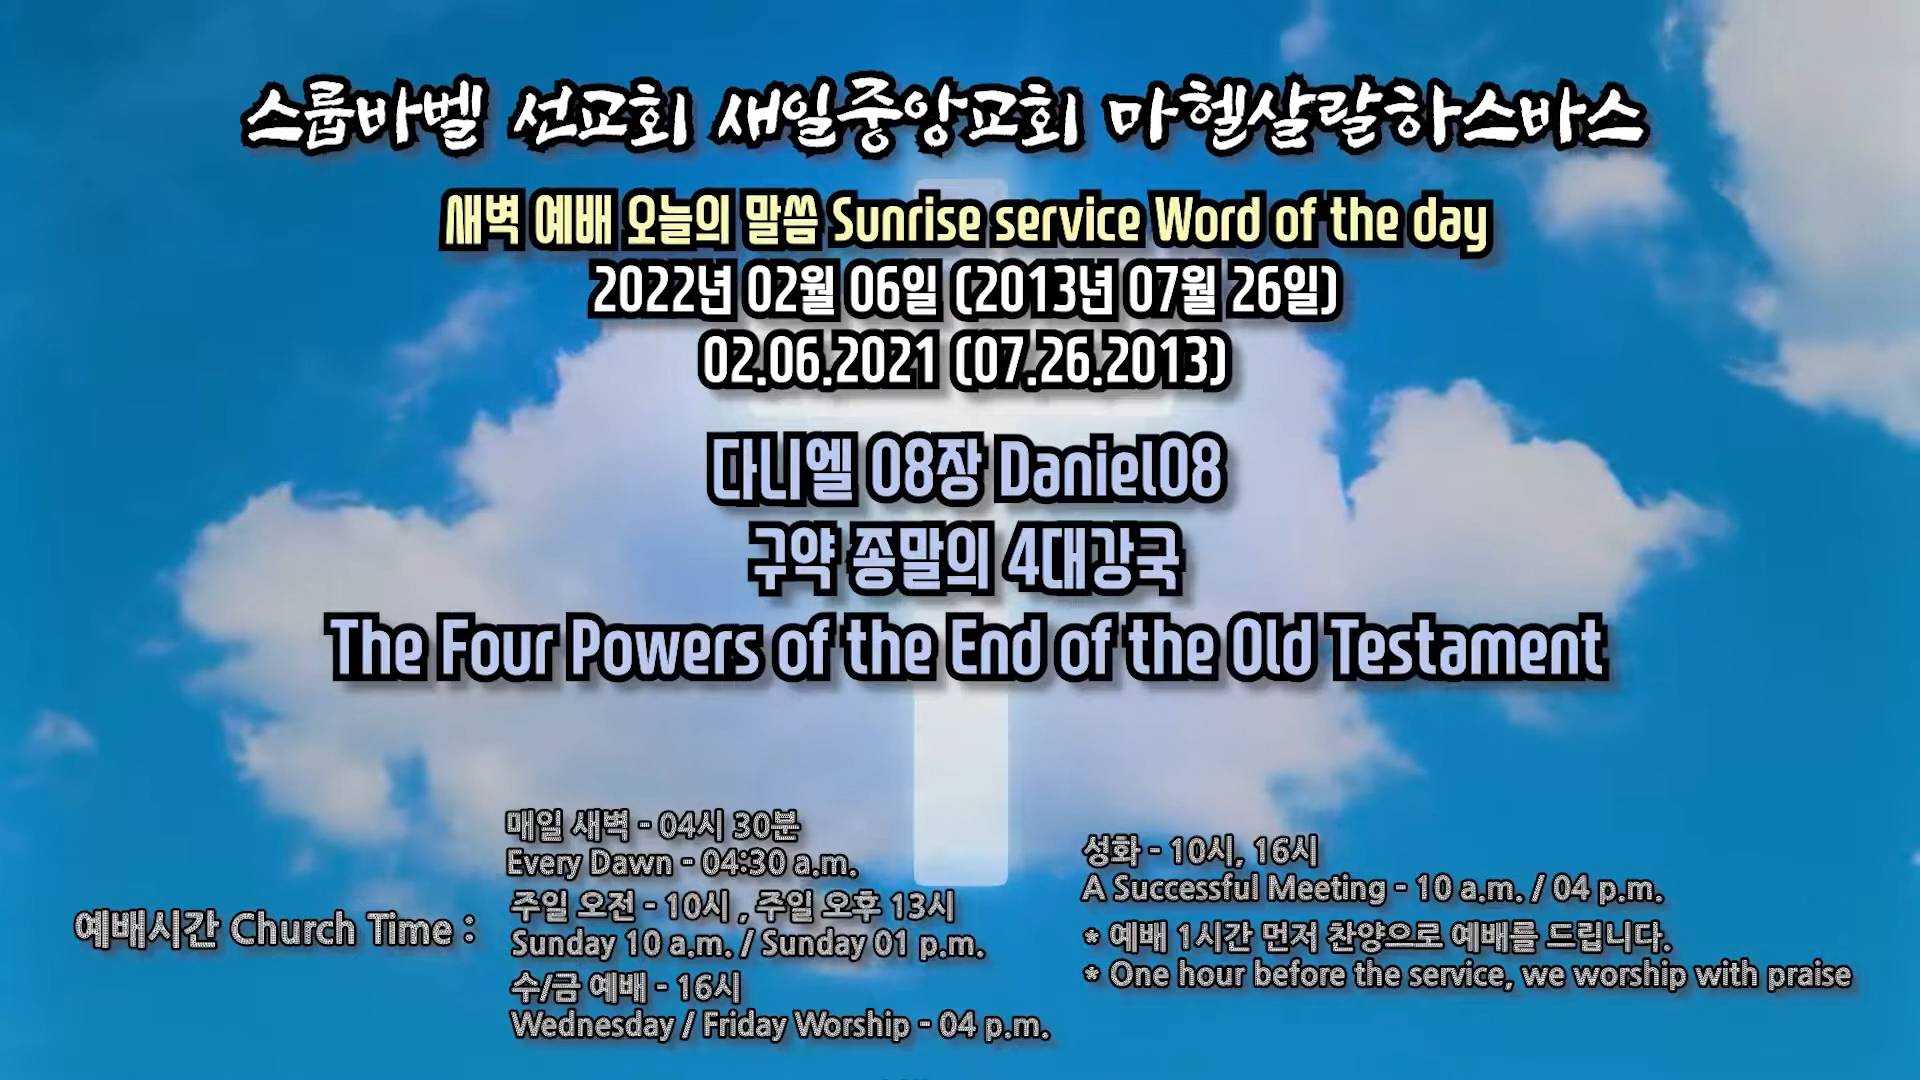 스룹바벨 선교회 새일중앙교회 마헬살랄하스바스
새벽 예배 오늘의 말씀 Sunrise service Word of the day
2022년 02월 06일 (2013년 07월 26일)
02.06.2021 (07.26.2013)
다니엘 08장 Daniel08
구약 종말의 4대강국
The Four Powers of the End of the Old Testament
예배시간 Church Time :
매일 새벽 - 04시 30분
Every Dawn - 04:30 a.m.
주일 오전 - 10시 , 주일 오후 13시
Sunday 10 a.m. / Sunday 01 p.m.
수/금 예배 - 16시
Wednesday / Friday Worship - 04 p.m.
성화 - 10시, 16시
A Successful Meeting - 10 a.m. / 04 p.m.
* 예배 1시간 먼저 찬양으로 예배를 드립니다.
* One hour before the service, we worship with praise